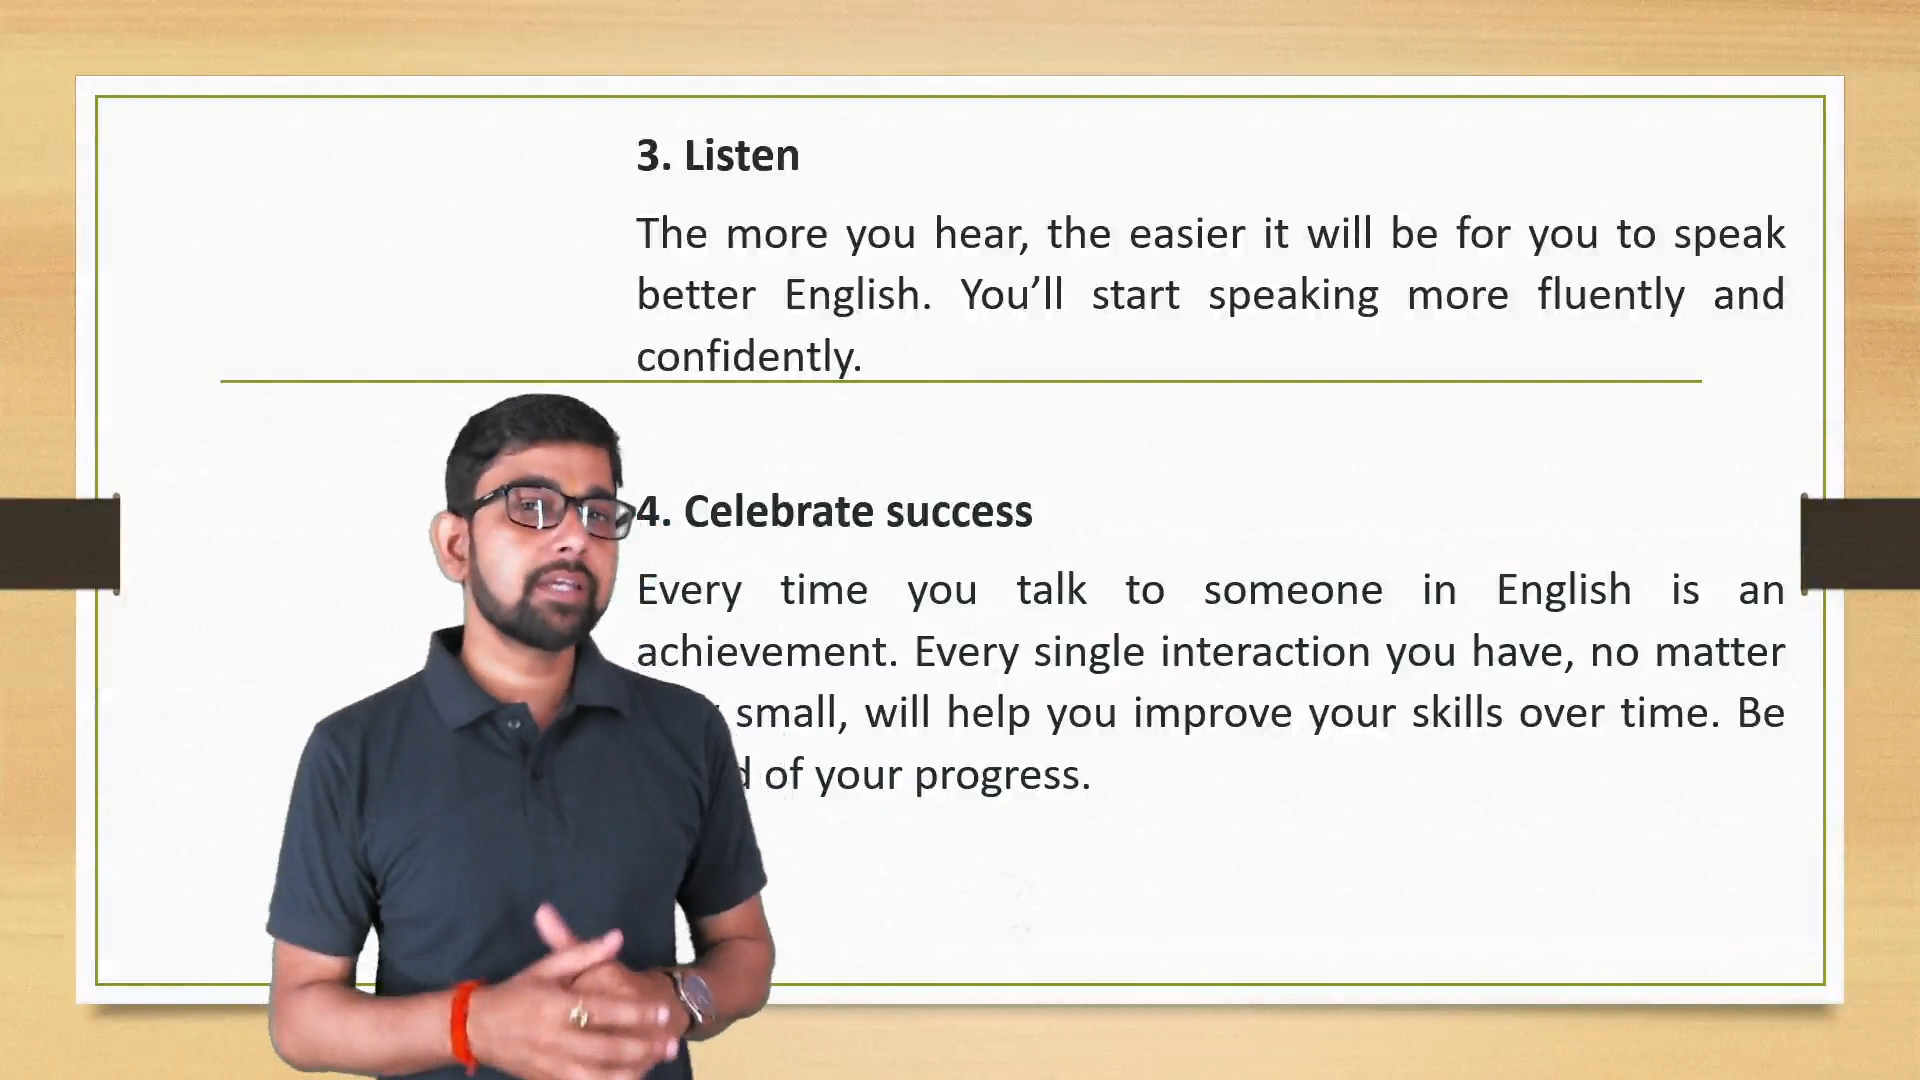 3. Listen
The more you hear, the easier it will be for you to speak
better English. You’ll start speaking more fluently and
confidently.
4. Celebrate success
Every time you talk to someone in English is an
achievement. Every single interaction you have, no matter
small, will help you improve your skills over time. Be
of your progress.